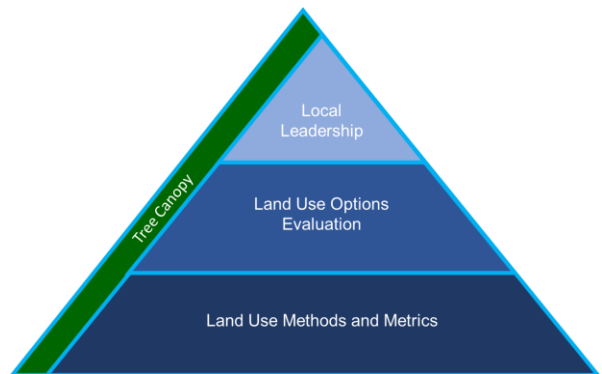 Local
Leadership
Tree Canopy
Land Use Options
Evaluation
Land Use Methods and Metrics